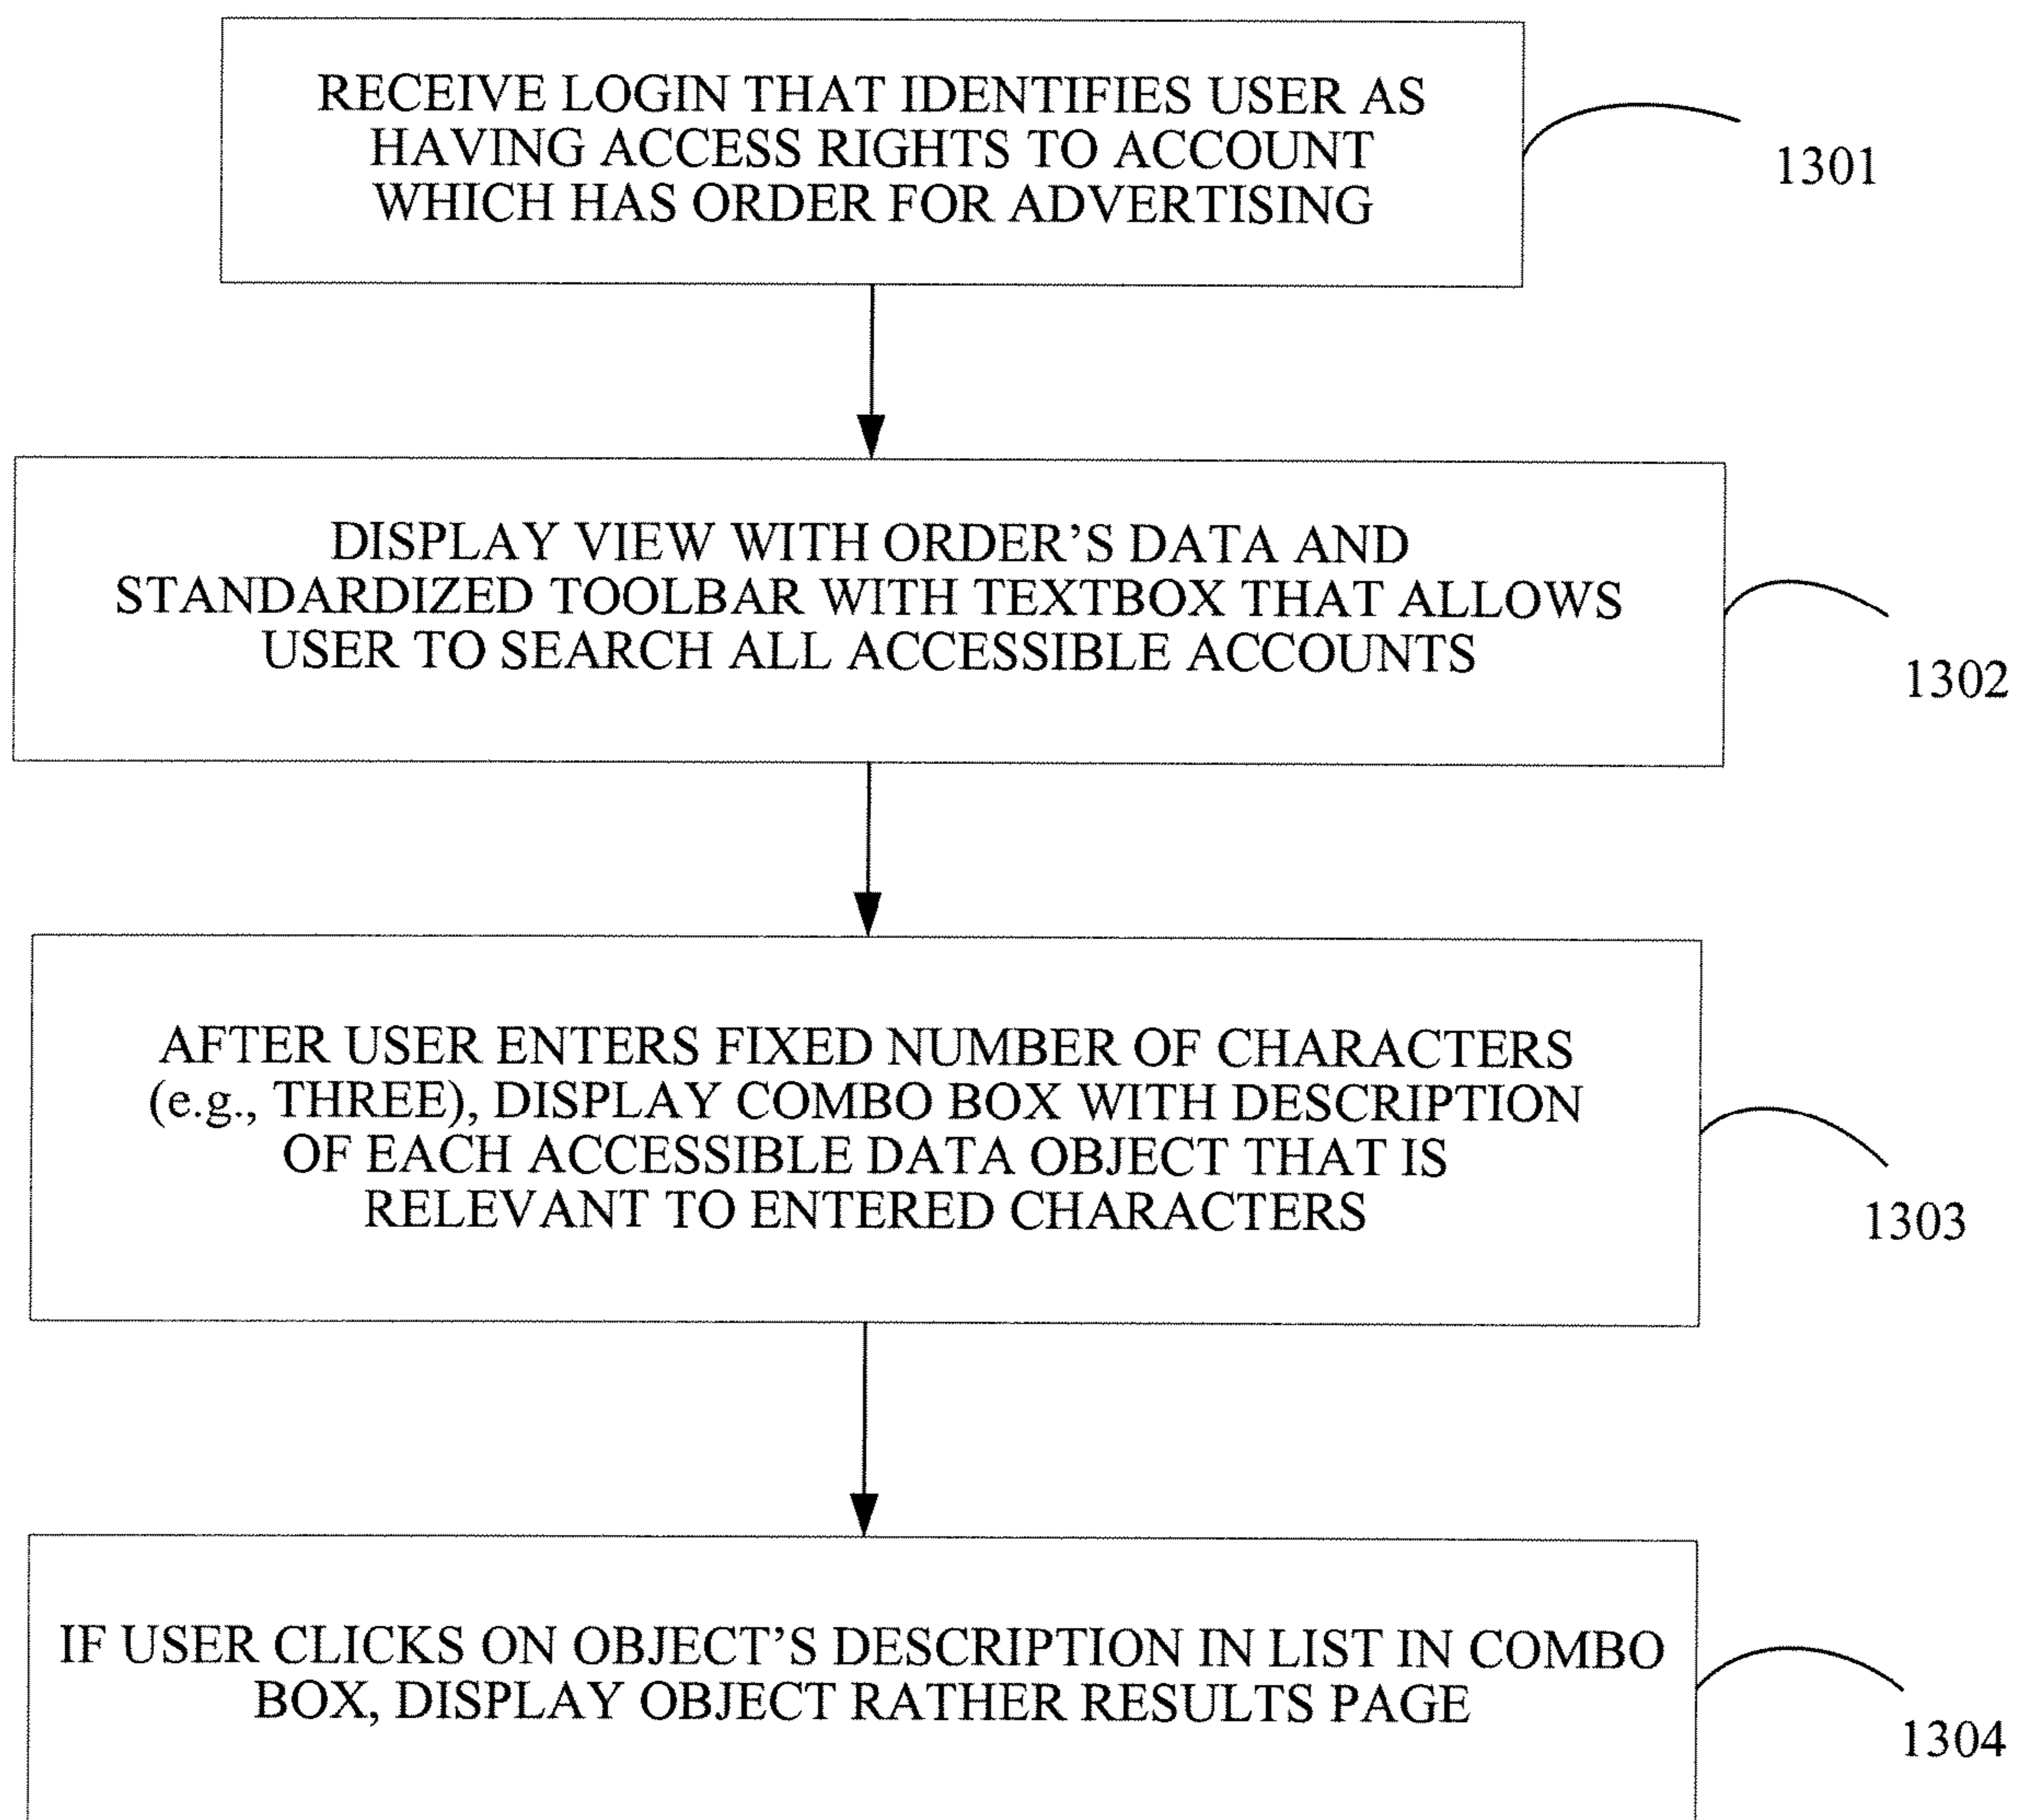 RECEIVE LOGIN THAT IDENTIFIES USER AS
HAVING ACCESS RIGHTS TO ACCOUNT
WHICH HAS ORDER FOR ADVERTISING
1301
DISPLAY VIEW WITH ORDER’S DATA AND
STANDARDIZED TOOLBAR WITH TEXTBOX THAT ALLOWS
USER TO SEARCH ALL ACCESSIBLE ACCOUNTS
1302
AFTER USER ENTERS FIXED NUMBER OF CHARACTERS
(e.g., THREE), DISPLAY COMBO BOX WITH DESCRIPTION
OF EACH ACCESSIBLE DATA OBJECT THAT IS
RELEVANT TO ENTERED CHARACTERS
1303
IF USER CLICKS ON OBJECT’S DESCRIPTION IN LIST IN COMBO
BOX, DISPLAY OBJECT RATHER RESULTS PAGE
1304